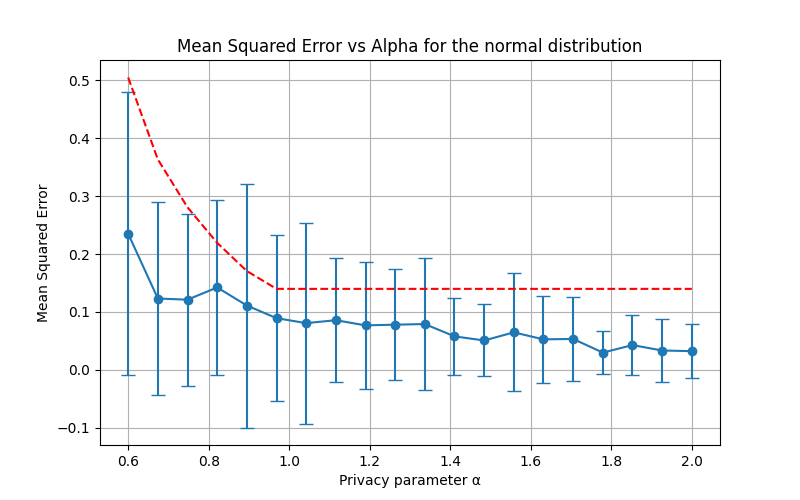 Mean Squared Error vs Alpha for the normal distribution
Mean Squared Error
0.5
0.4
0.3
0.2
0.1
0.0
−0.1
0.6 0.8 1.0 1.2 1.4 1.6 1.8 2.0
Privacy parameter α